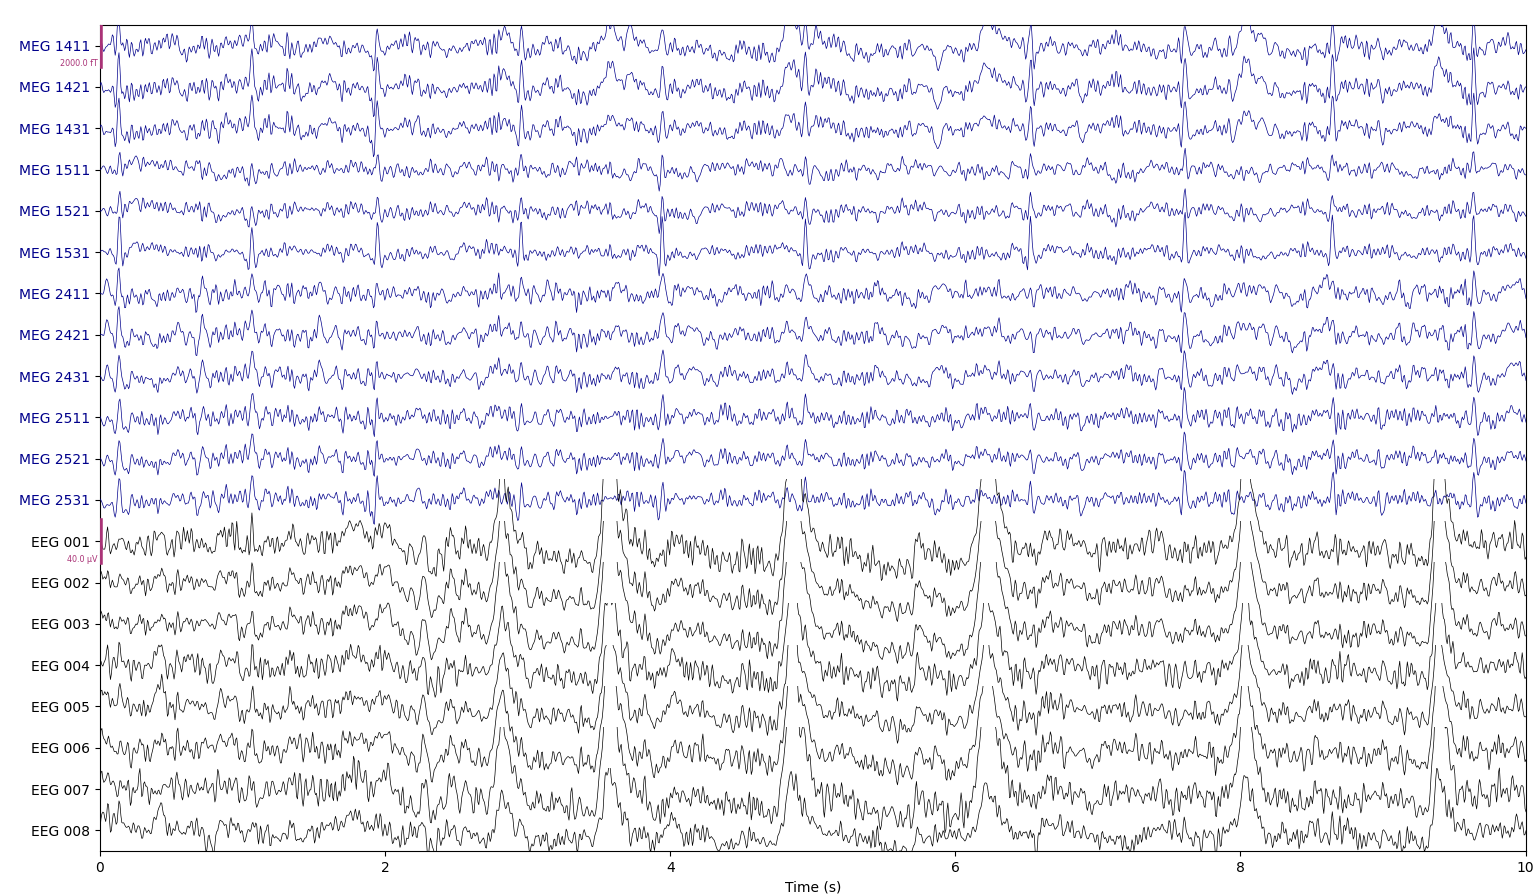 MEG 1411
2000.0 fT
MEG 1421
MEG 1431
MEG 1511
MEG 1521
MEG 1531
MEG 2411
MEG 2421
MEG 2431
MEG 2511
MEG 2521
MEG 2531
EEG 001
40.0 µV
EEG 002
EEG 003
EEG 004
EEG 005
EEG 006
EEG 007
EEG 008
0 2 4 6 8 10
Time (s)